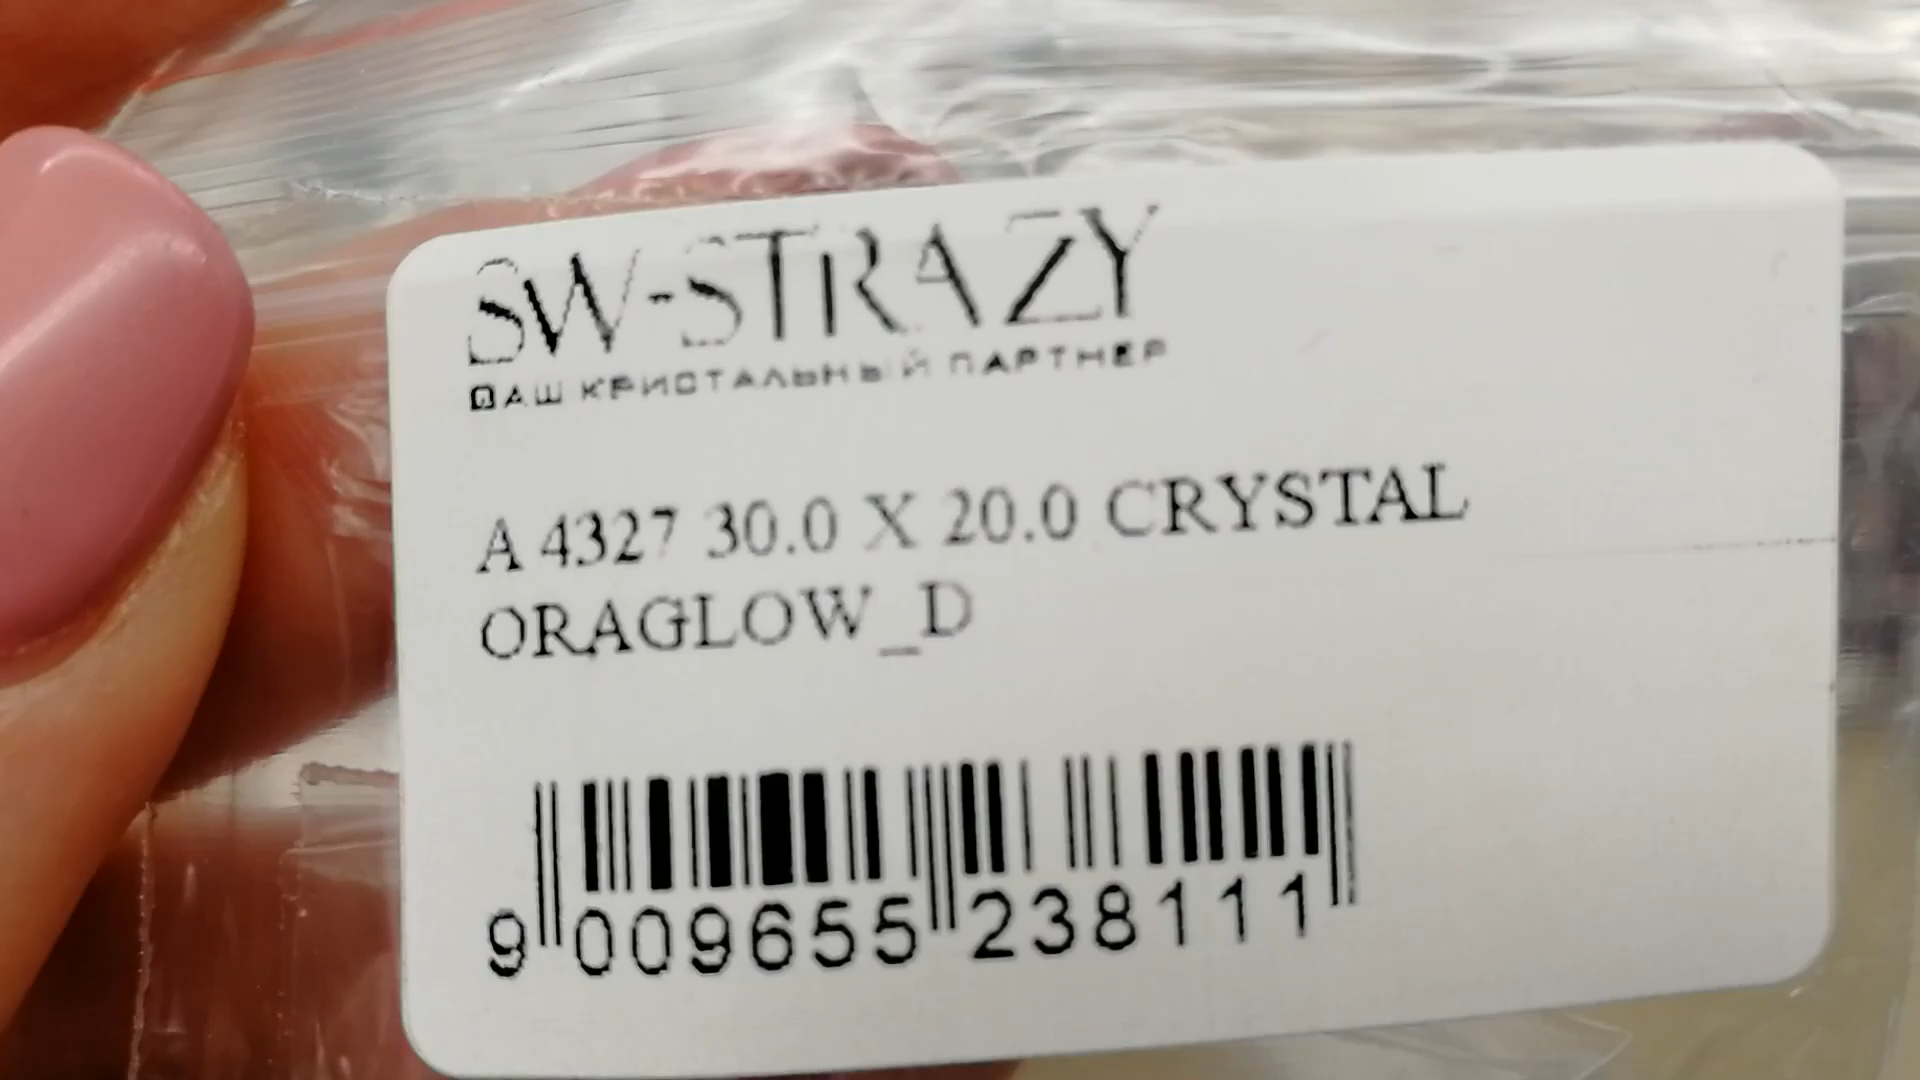 SW-STRAZY
ВАШ КРИСТАЛЬНЫЙ ПАРТНЕР
A 4327 30.0 X 20.0 CRYSTAL
ORAGLOW_D
9 009655 238111